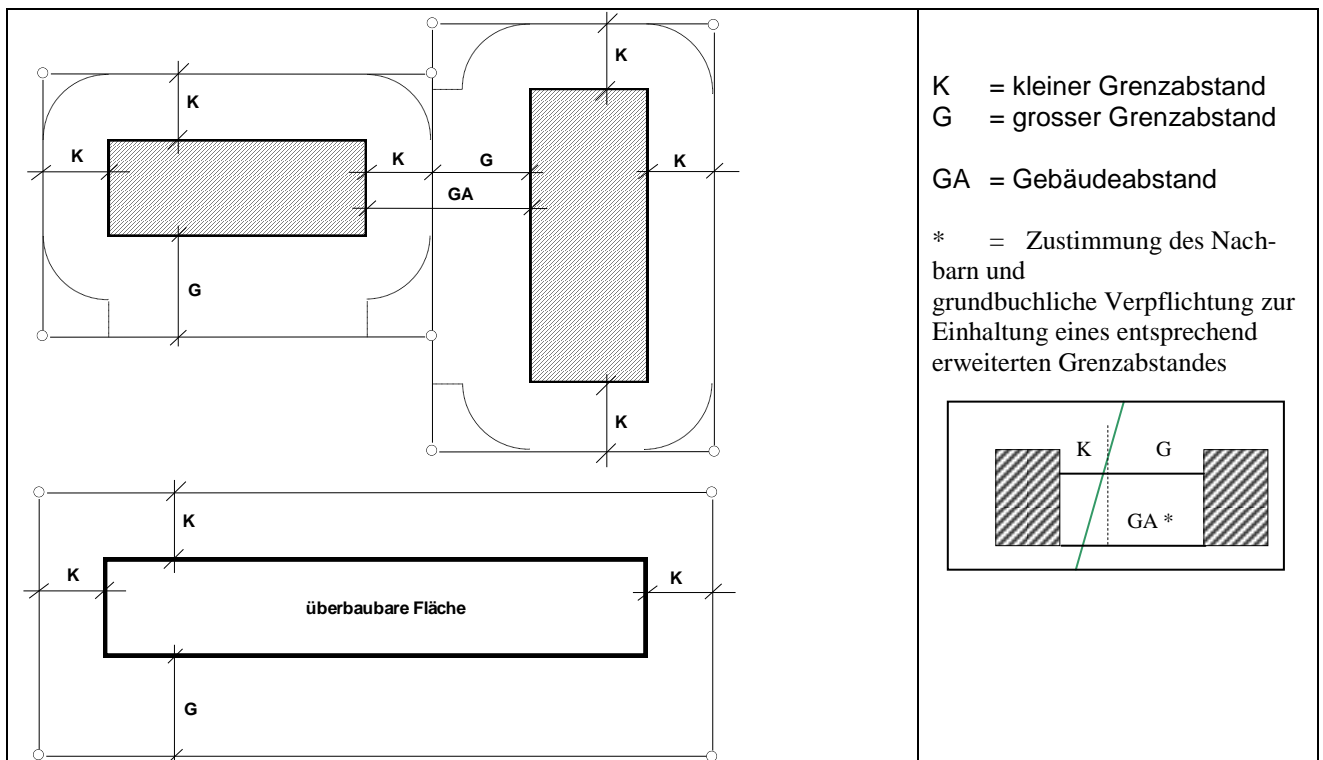 K
K
K
K
G
K
GA
G
K
K
K
K
überbaubare Fläche
G
K = kleiner Grenzabstand
G = grosser Grenzabstand
GA = Gebäudeabstand
* = Zustimmung des Nach-
barn und
grundbuchliche Verpflichtung zur
Einhaltung eines entsprechend
erweiterten Grenzabstandes
K G
GA *